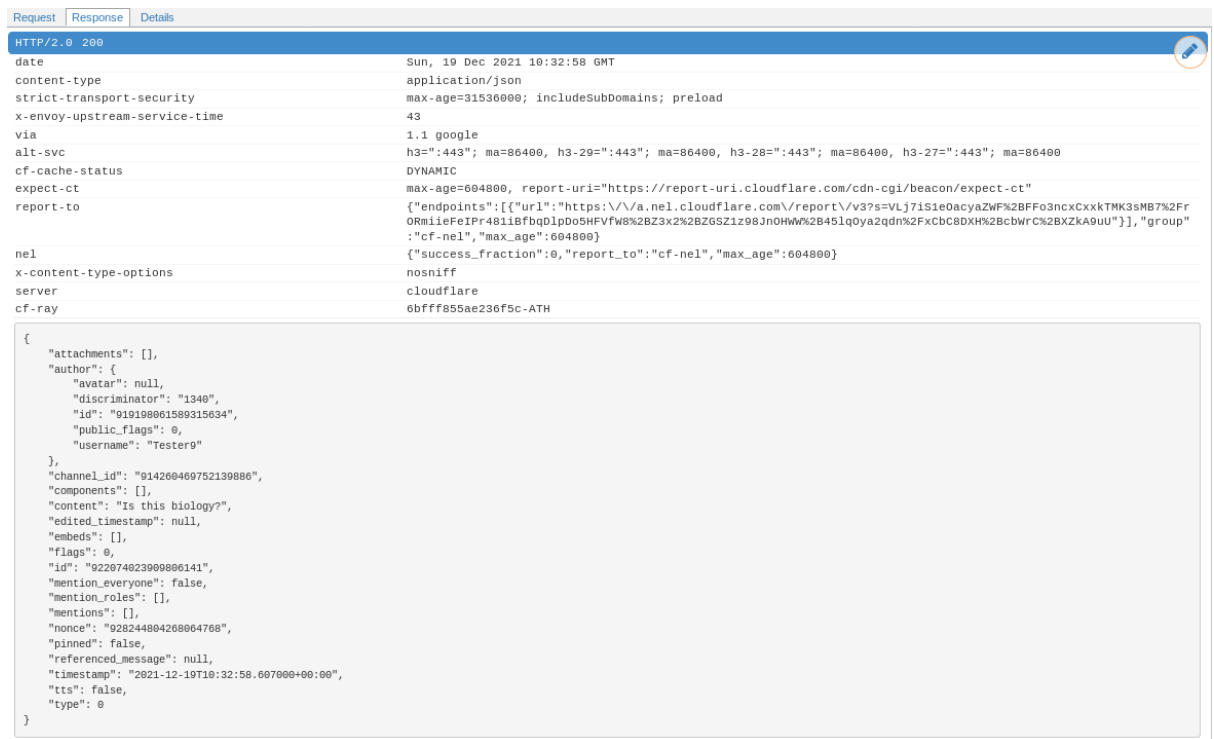 Request Response Details
HTTP/2.0 200
date Sun, 19 Dec 2021 10:32:58 GMT
content-type application/json
strict-transport-security max-age=31536000; includeSubDomains; preload
x-envoy-upstream-service-time 43
via 1.1 google
alt-svc h3=":443"; ma=86400, h3-29=":443"; ma=86400, h3-28=":443"; ma=86400, h3-27=":443"; ma=86400
cf-cache-status DYNAMIC
expect-ct max-age=604800, report-uri="https://report-uri.cloudflare.com/cdn-cgi/beacon/expect-ct"
report-to {"endpoints":[{"url":"https:\/\/a.nel.cloudflare.com\/report\/v3?s=VLj7iS1eOacyaZWF%2BFFo3ncxCxxkTMK3sMB7%2Fr
ORmiieFeIPr481iBfbqDlpDo5HFVfW8%2BZ3x2%2BZGSZ1z98JnOHWW%2B45lqOya2qdn%2FxCbC8DXH%2BcbWrC%2BXZkA9uU"}],"group"
:"cf-nel","max_age":604800}
nel {"success_fraction":0,"report_to":"cf-nel","max_age":604800}
x-content-type-options nosniff
server cloudflare
cf-ray 6bfff855ae236f5c-ATH
{
    "attachments": [],
    "author": {
        "avatar": null,
        "discriminator": "1340",
        "id": "919198061589315634",
        "public_flags": 0,
        "username": "Tester9"
    },
    "channel_id": "914260469752139886",
    "components": [],
    "content": "Is this biology?",
    "edited_timestamp": null,
    "embeds": [],
    "flags": 0,
    "id": "922074023909806141",
    "mention_everyone": false,
    "mention_roles": [],
    "mentions": [],
    "nonce": "928244804268064768",
    "pinned": false,
    "referenced_message": null,
    "timestamp": "2021-12-19T10:32:58.607000+00:00",
    "tts": false,
    "type": 0
}